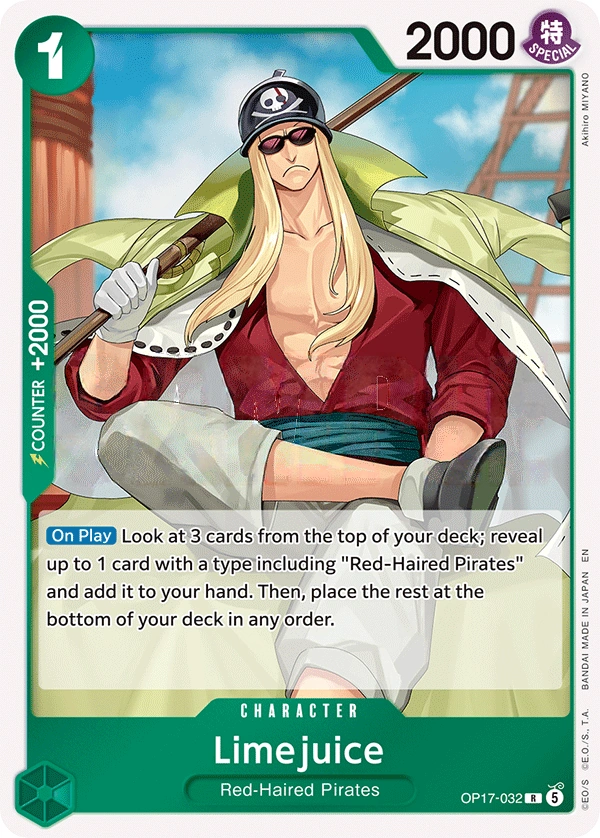 1
2000
特
SPECIAL
Akihiro MIYANO
COUNTER +2000
On Play Look at 3 cards from the top of your deck; reveal
up to 1 card with a type including "Red-Haired Pirates"
and add it to your hand. Then, place the rest at the
bottom of your deck in any order.
CHARACTER
Limejuice
Red-Haired Pirates
OP17-032 R 5
©EO/S ©E.O./S., T.A. BANDAI MADE IN JAPAN EN